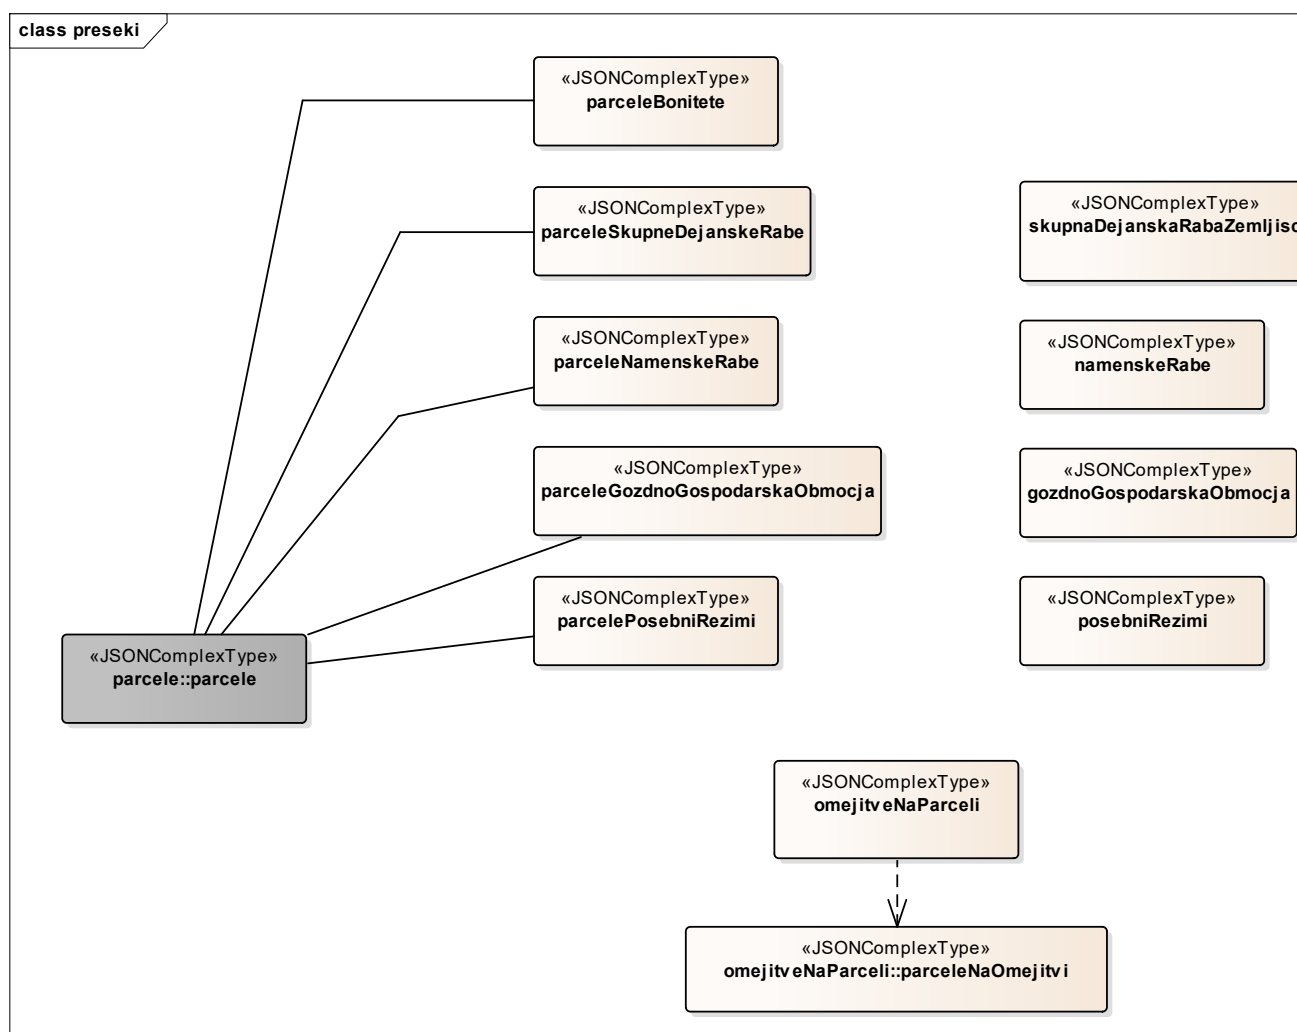 class preseki
«JSONComplexType»
parceleBonitete
«JSONComplexType»
parceleSkupneDejanskeRabe
«JSONComplexType»
skupnaDejanskaRabaZemljisc
«JSONComplexType»
parceleNamenskeRabe
«JSONComplexType»
namenskeRabe
«JSONComplexType»
parceleGozdnoGospodarskaObmocja
«JSONComplexType»
gozdnoGospodarskaObmocja
«JSONComplexType»
parcelePosebniRezimi
«JSONComplexType»
posebniRezimi
«JSONComplexType»
parcele::parcele
«JSONComplexType»
omejitveNaParceli
«JSONComplexType»
omejitveNaParceli::parceleNaOmejitvi